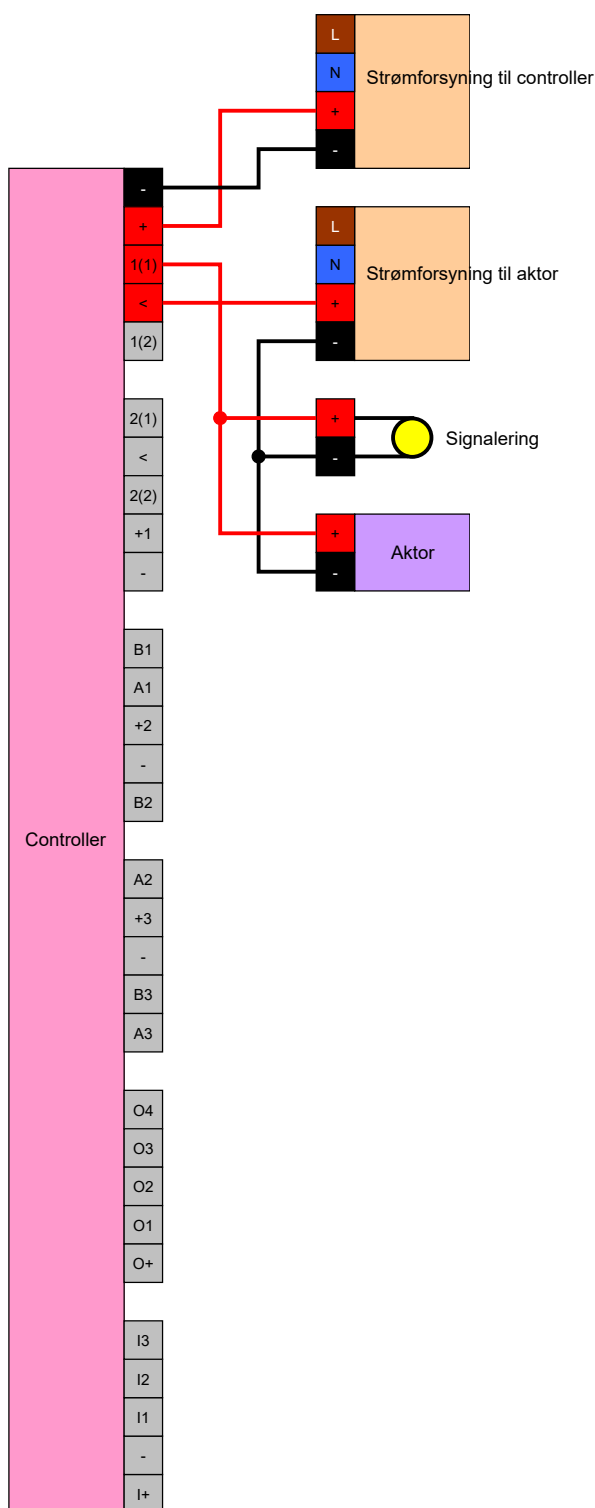 L
N
Strømforsyning til controller
+
-
-
+
1(1)
<
1(2)
L
N
Strømforsyning til aktor
+
-
2(1)
<
2(2)
+1
-
+
-
Signalering
+
-
Aktor
B1
A1
+2
-
B2
Controller
A2
+3
-
B3
A3
O4
O3
O2
O1
O+
I3
I2
I1
-
I+